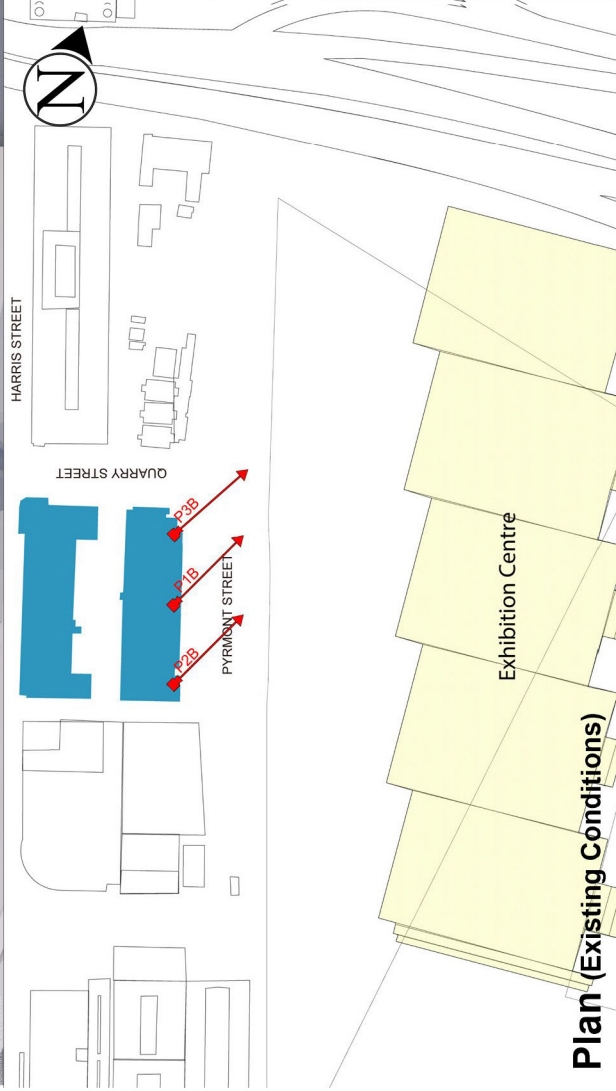 N
HARRIS STREET
QUARRY STREET
P3B
P1B
P2B
PYRMONT STREET
Exhibition Centre
Plan (Existing Conditions)